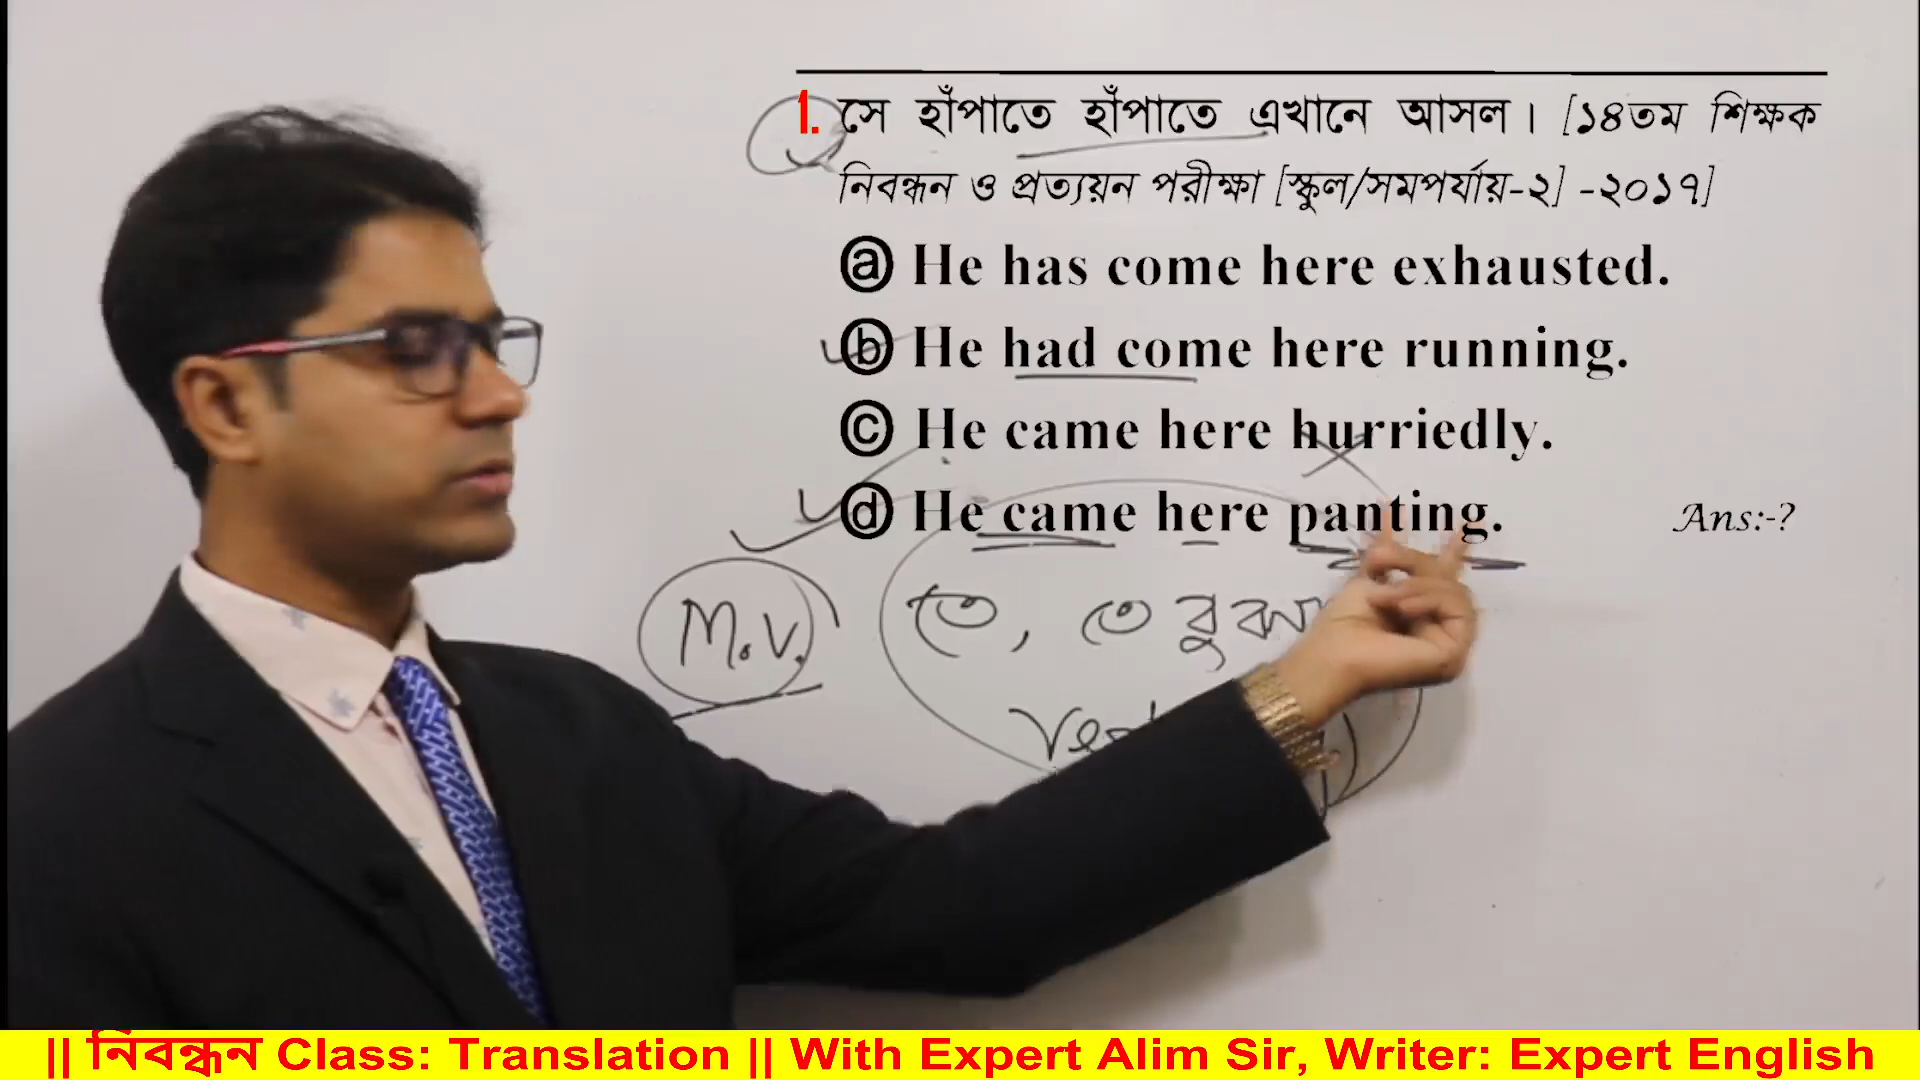 1. সে হাঁপাতে হাঁপাতে এখানে আসল। [১৪তম শিক্ষক
নিবন্ধন ও প্রত্যয়ন পরীক্ষা [স্কুল/সমপর্যায়-২] -২০১৭]
ⓐ He has come here exhausted.
ⓑ He had come here running.
ⓒ He came here hurriedly.
ⓓ He came here panting. Ans:-?
M.V. তে, তে
|| নিবন্ধন Class: Translation || With Expert Alim Sir, Writer: Expert English